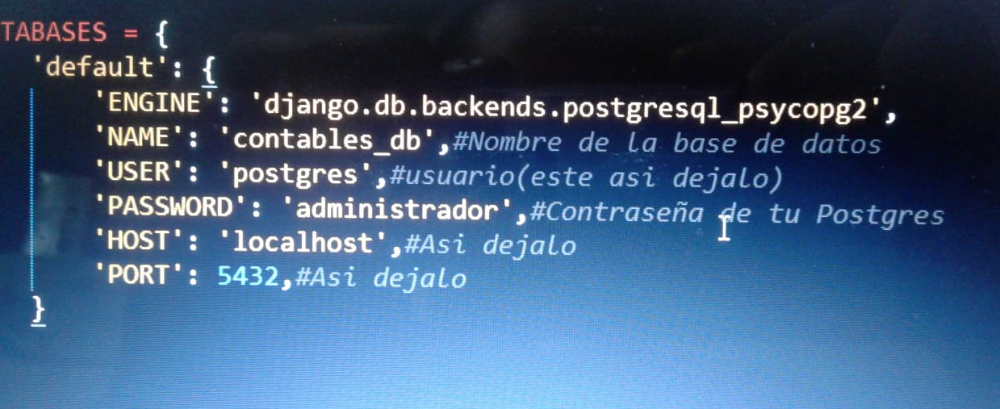 TABASES = {
'default': {
'ENGINE': 'django.db.backends.postgresql_psycopg2',
'NAME': 'contables_db',#Nombre de la base de datos
'USER': 'postgres',#usuario(este asi dejalo)
'PASSWORD': 'administrador',#Contraseña de tu Postgres
'HOST': 'localhost',#Asi dejalo
'PORT': 5432,#Asi dejalo
}